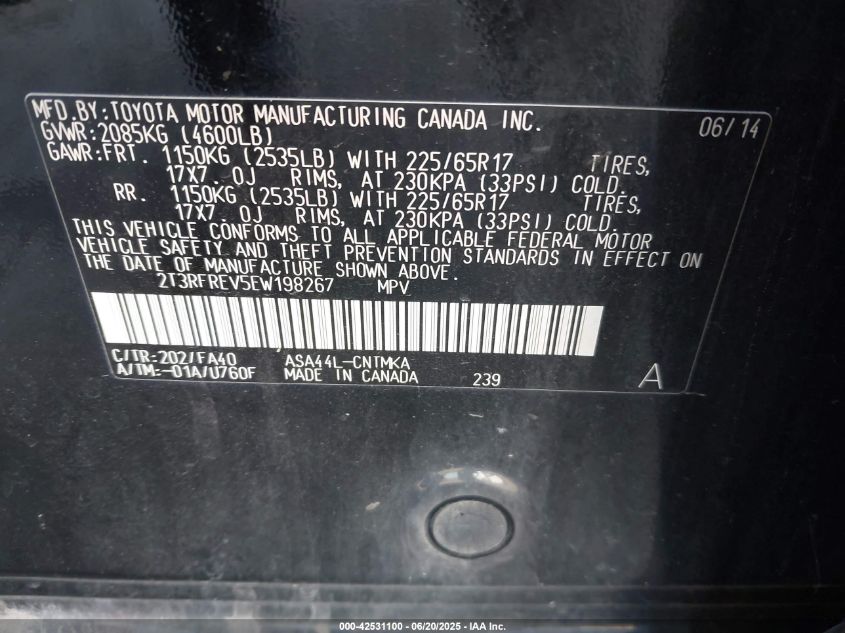 MFD. BY: TOYOTA MOTOR MANUFACTURING CANADA INC. 06/14
GVWR: 2085KG (4600LB)
GAWR: FRT. 1150KG (2535LB) WITH 225/65R17 TIRES,
17X7.0J RIMS, AT 230KPA (33PSI) COLD.
RR. 1150KG (2535LB) WITH 225/65R17 TIRES,
17X7.0J RIMS, AT 230KPA (33PSI) COLD.
THIS VEHICLE CONFORMS TO ALL APPLICABLE FEDERAL MOTOR
VEHICLE SAFETY AND THEFT PREVENTION STANDARDS IN EFFECT ON
THE DATE OF MANUFACTURE SHOWN ABOVE.
2T3RFREV5EW198267 MPV
C/TR: 202/FA40 ASA44L-CNTMKA
A/TM: -01A/U760F MADE IN CANADA 239 A
000-42531100 - 06/20/2025 - IAA Inc.